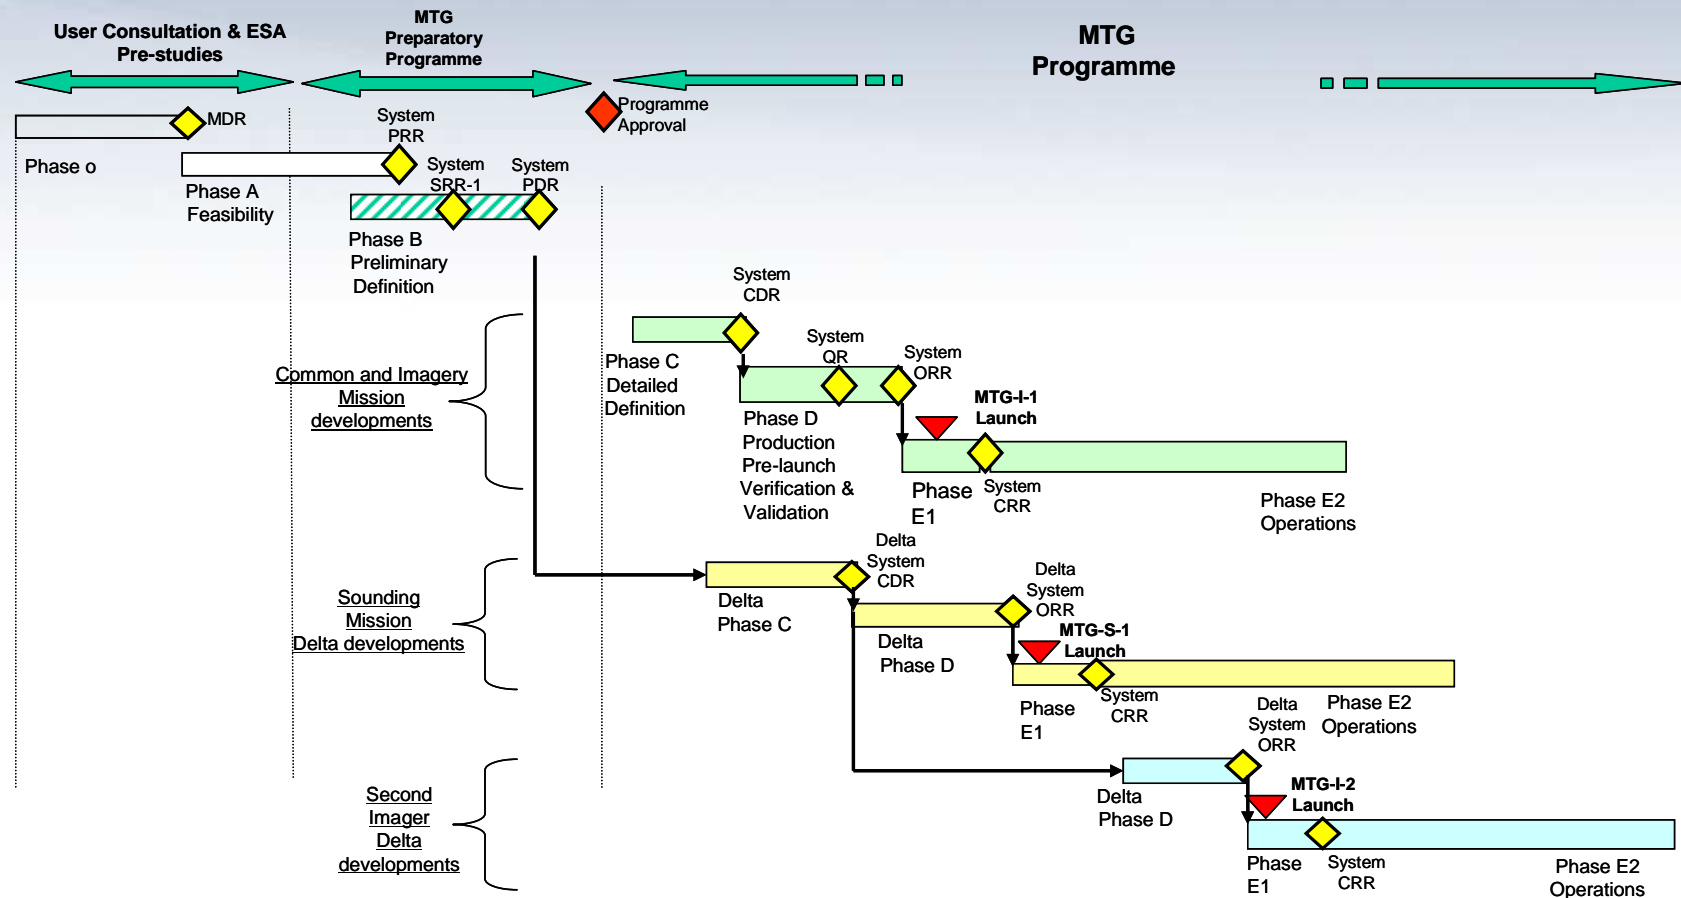 User Consultation & ESA
Pre-studies
MTG
Preparatory
Programme
MTG
Programme
Programme
Approval
MDR
Phase o
System
PRR
Phase A
Feasibility
System
SRR-1
System
PDR
Phase B
Preliminary
Definition
System
CDR
Common and Imagery
Mission
developments
Phase C
Detailed
Definition
System
QR
System
ORR
Phase D
Production
Pre-launch
Verification &
Validation
MTG-I-1
Launch
Phase
E1
System
CRR
Phase E2
Operations
Sounding
Mission
Delta developments
Delta
System
CDR
Delta
Phase C
Delta
System
ORR
Delta
Phase D
MTG-S-1
Launch
Phase
E1
System
CRR
Phase E2
Operations
Second
Imager
Delta
developments
Delta
System
ORR
Delta
Phase D
MTG-I-2
Launch
Phase
E1
System
CRR
Phase E2
Operations